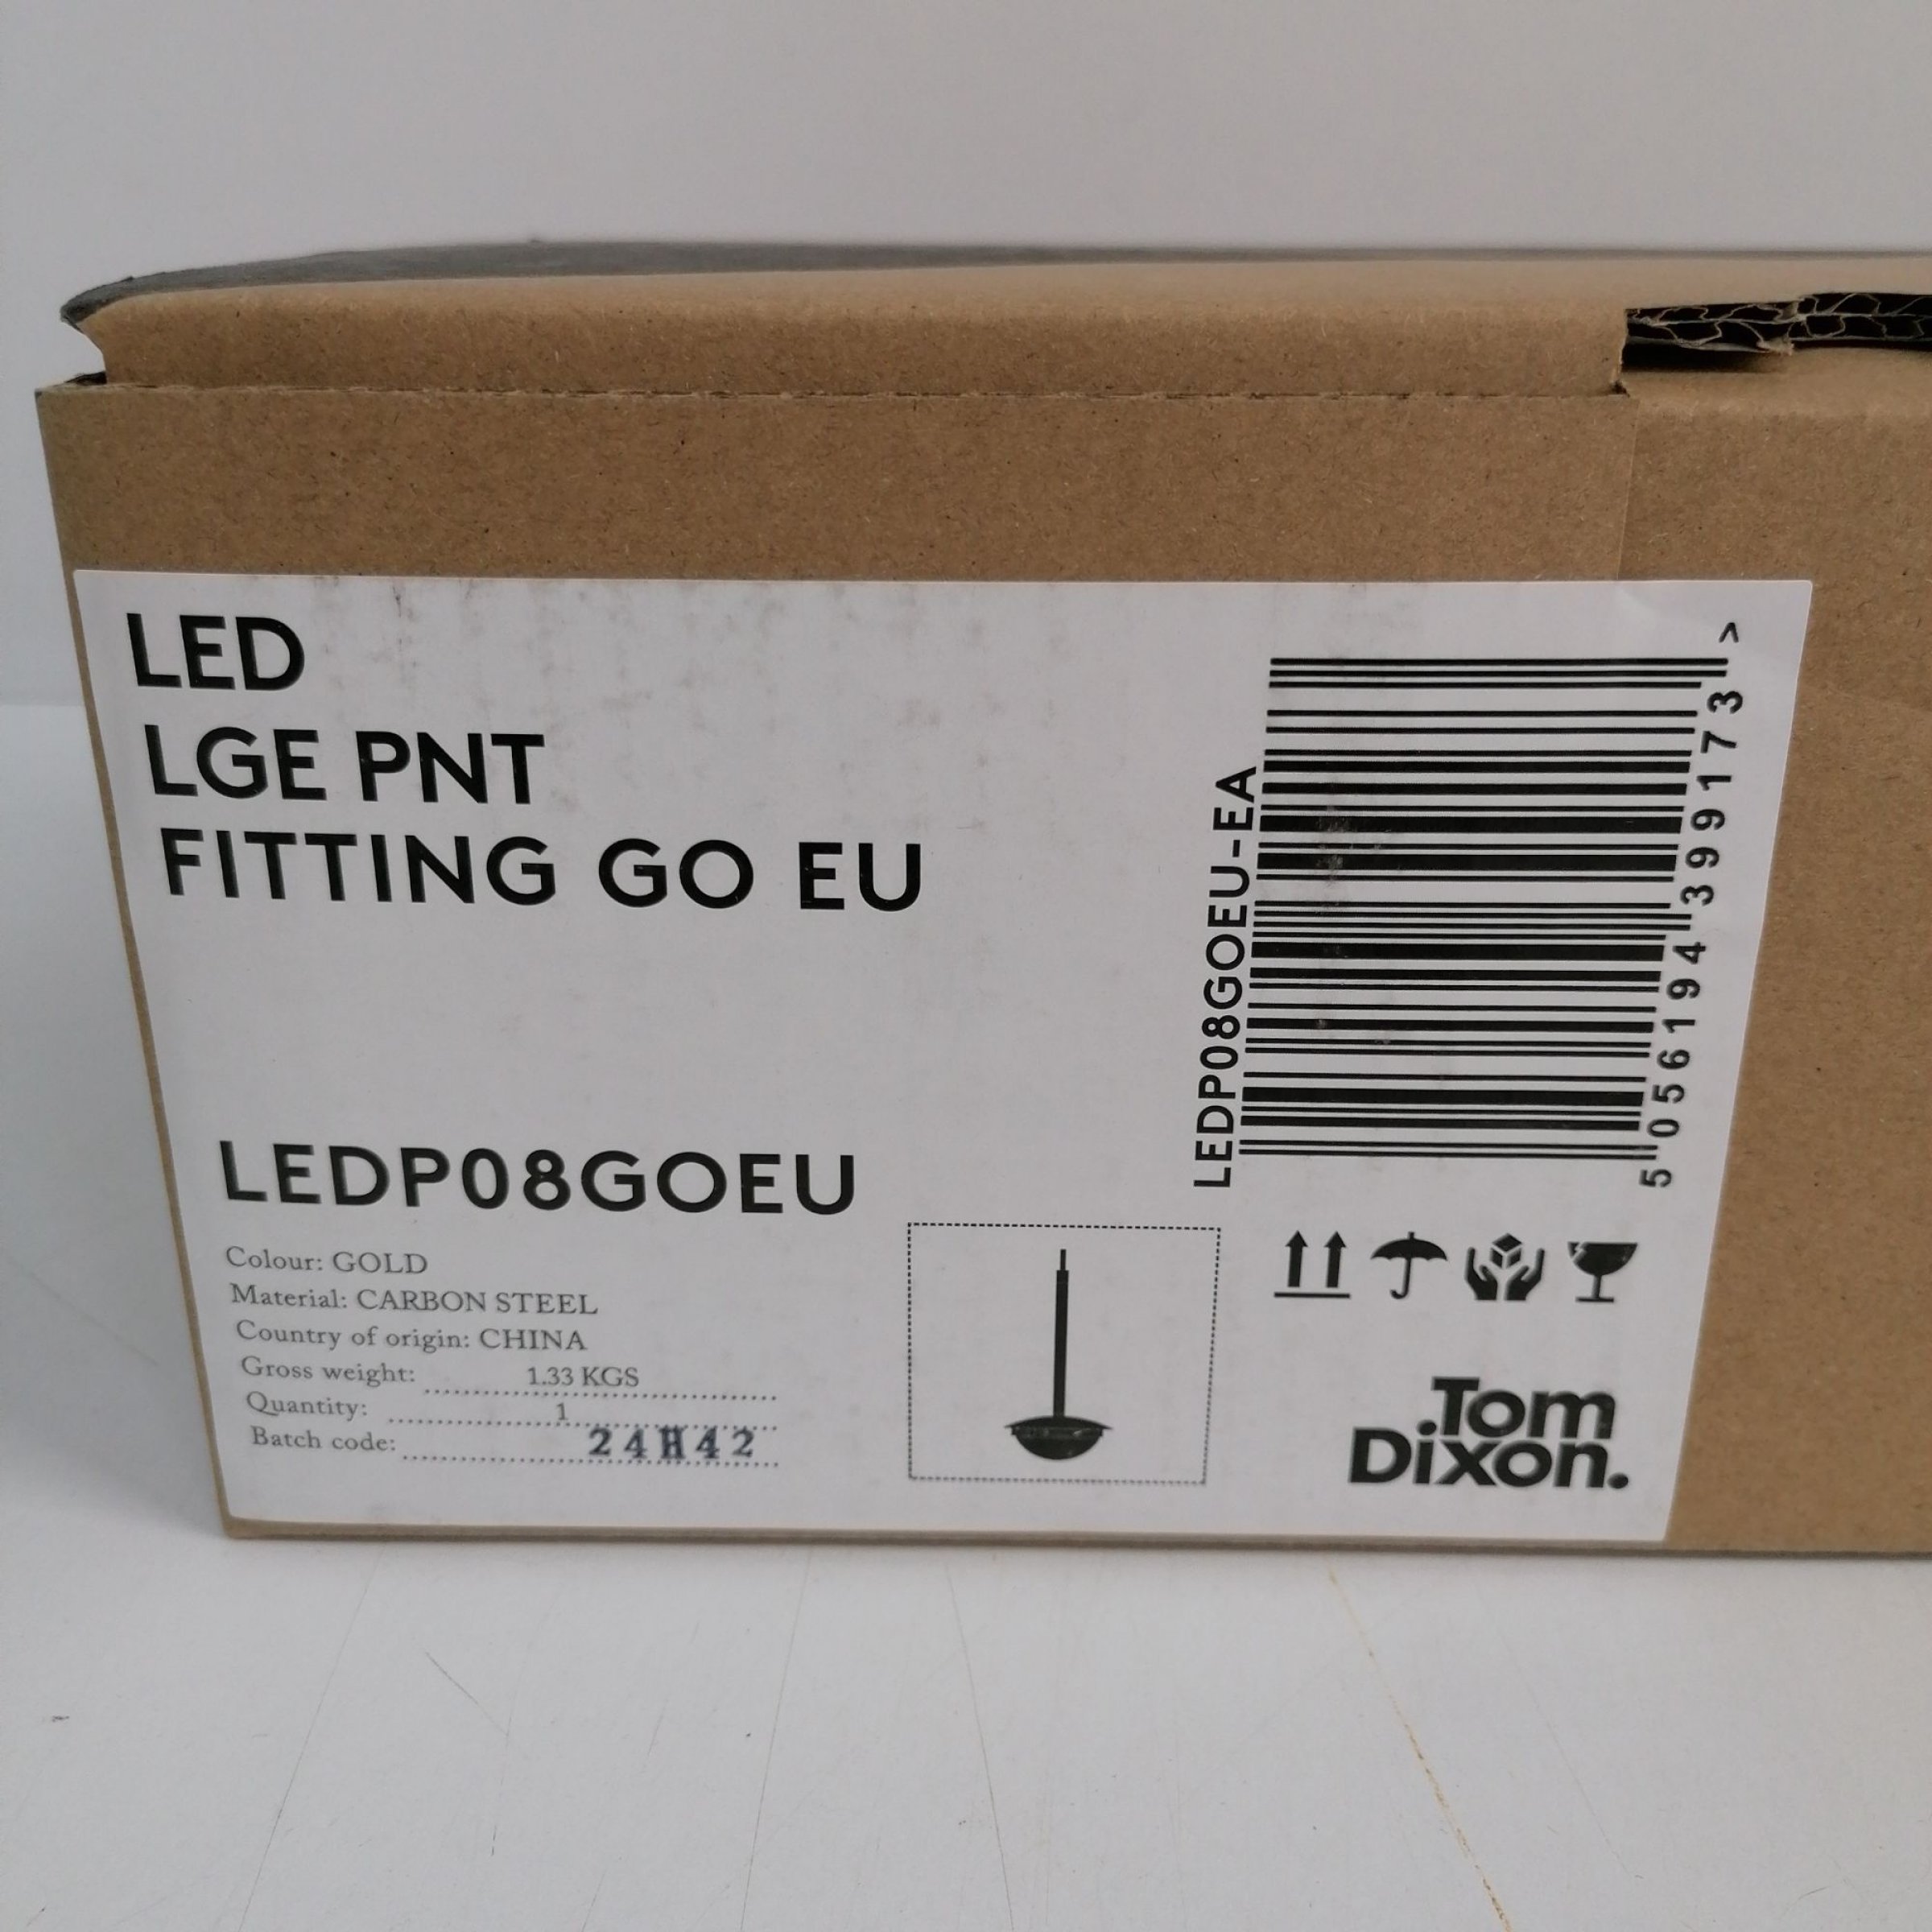 LED
LGE PNT
FITTING GO EU
LEDP08GOEU
Colour: GOLD
Material: CARBON STEEL
Country of origin: CHINA
Gross weight: 1.33 KGS
Quantity: 1
Batch code: 24H42
LEDP08GOEU-EA
5 056194 399173 >
Tom
Dixon.